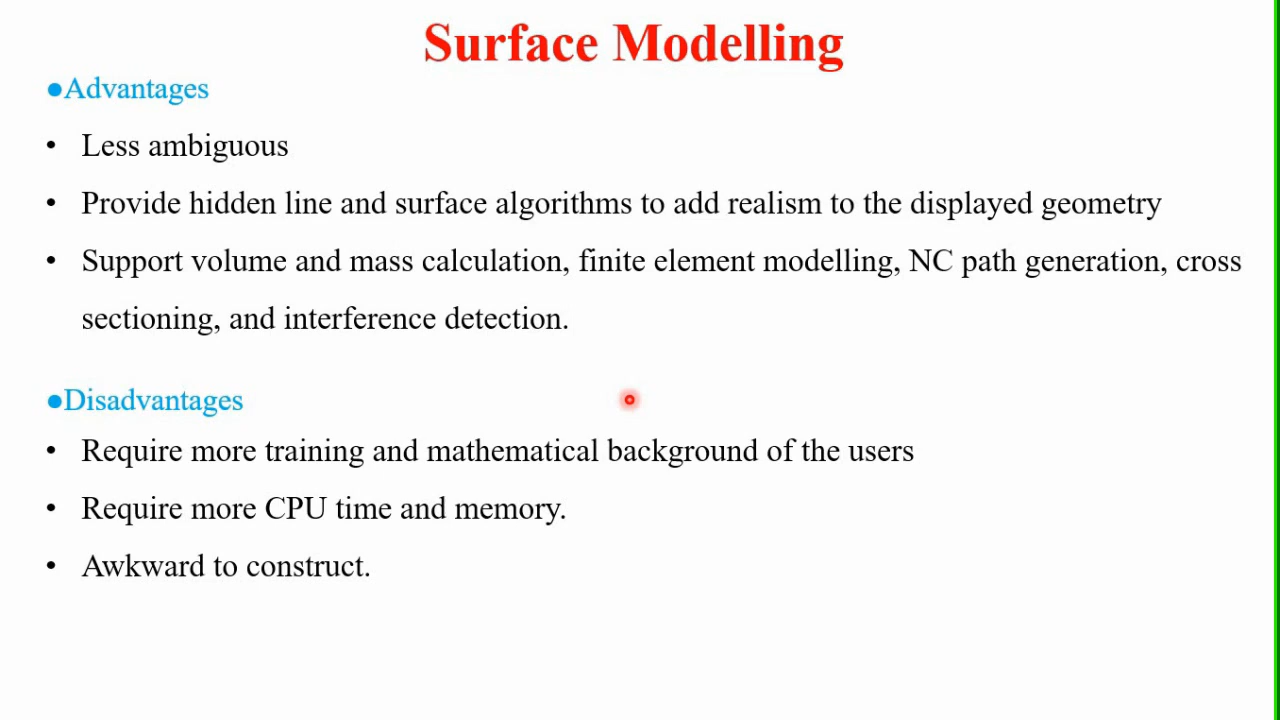 Surface Modelling
●Advantages
• Less ambiguous
• Provide hidden line and surface algorithms to add realism to the displayed geometry
• Support volume and mass calculation, finite element modelling, NC path generation, cross
sectioning, and interference detection.
●Disadvantages
• Require more training and mathematical background of the users
• Require more CPU time and memory.
• Awkward to construct.